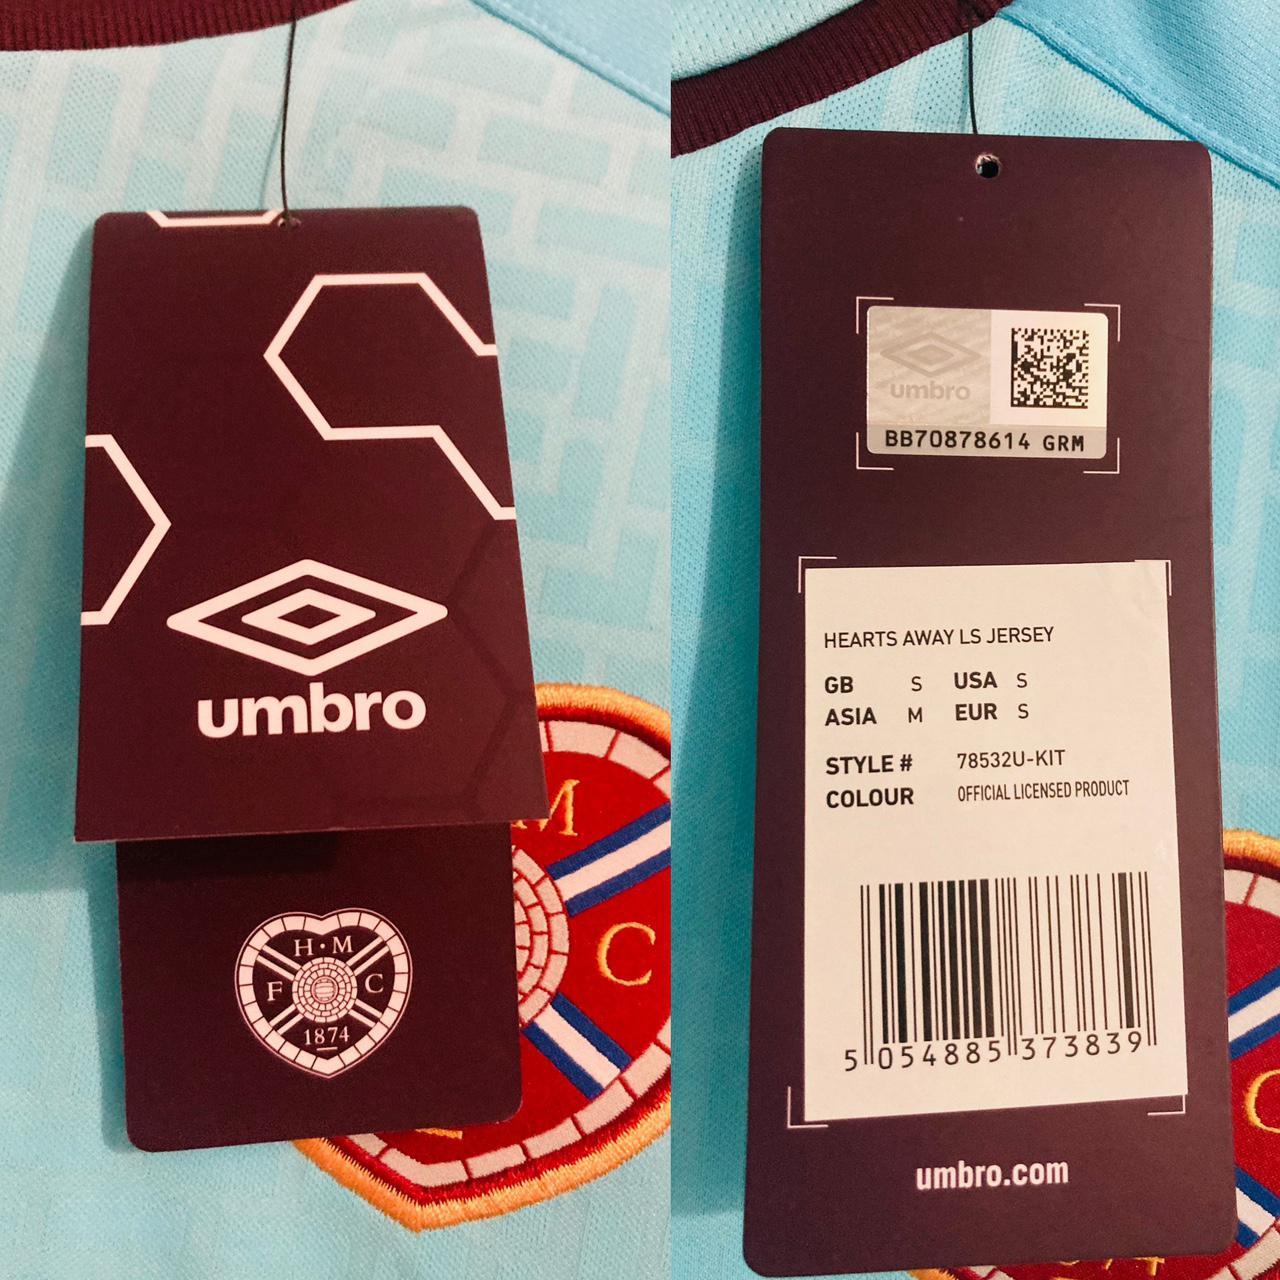 umbro
H·M
F C
1874
M
C
umbro
BB70878614 GRM
HEARTS AWAY LS JERSEY
GB S USA S
ASIA M EUR S
STYLE # 78532U-KIT
COLOUR OFFICIAL LICENSED PRODUCT
5 054885 373839
umbro.com